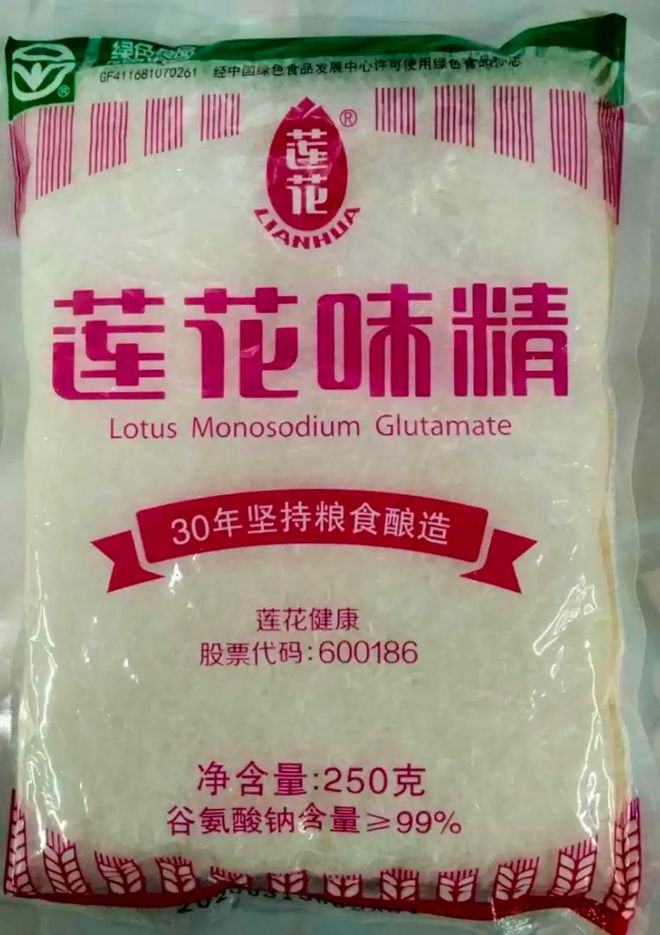 绿色食品
GF411681070261 经中国绿色食品发展中心许可使用绿色食品标志
®
莲花 ®
LIANHUA
莲花味精
Lotus Monosodium Glutamate
30年坚持粮食酿造
莲花健康
股票代码:600186
净含量:250克
谷氨酸钠含量≥99%